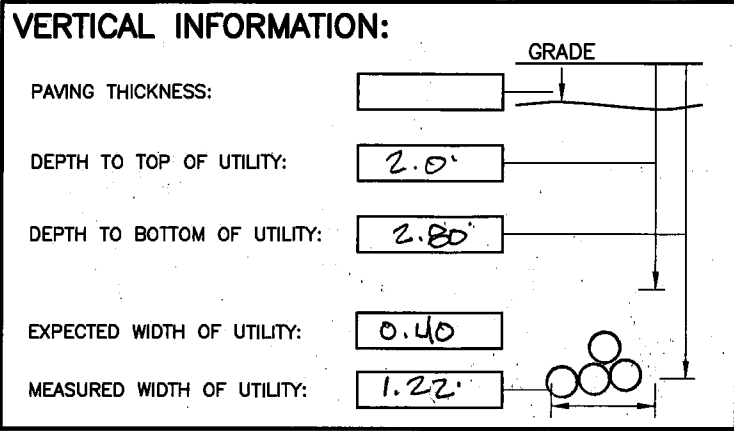 VERTICAL INFORMATION:
GRADE
PAVING THICKNESS:
DEPTH TO TOP OF UTILITY: 2.0'
DEPTH TO BOTTOM OF UTILITY: 2.80'
EXPECTED WIDTH OF UTILITY: 0.40
MEASURED WIDTH OF UTILITY: 1.22'